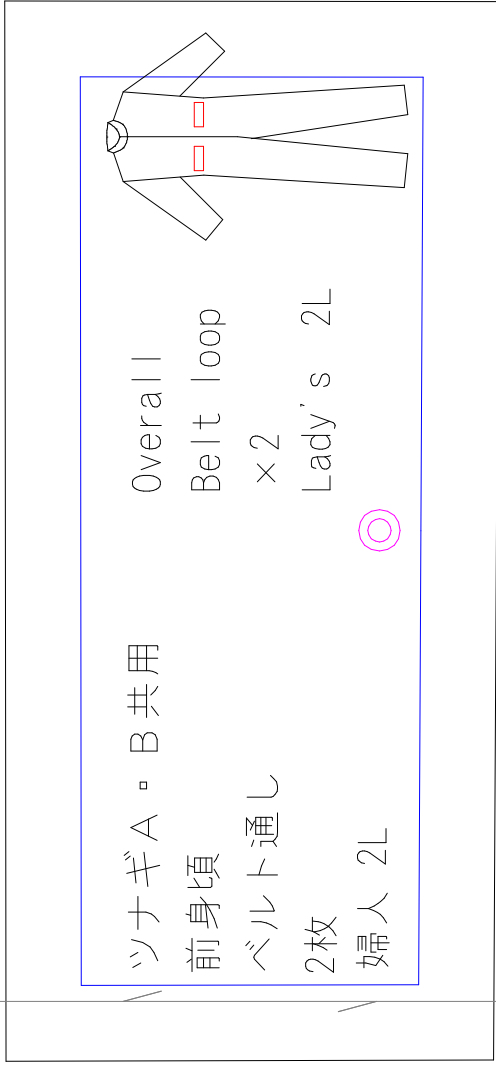 Overall
Belt loop
×2
Lady's 2L
ツナギA・B共用
前身頃
ベルト通し
2枚
婦人 2L